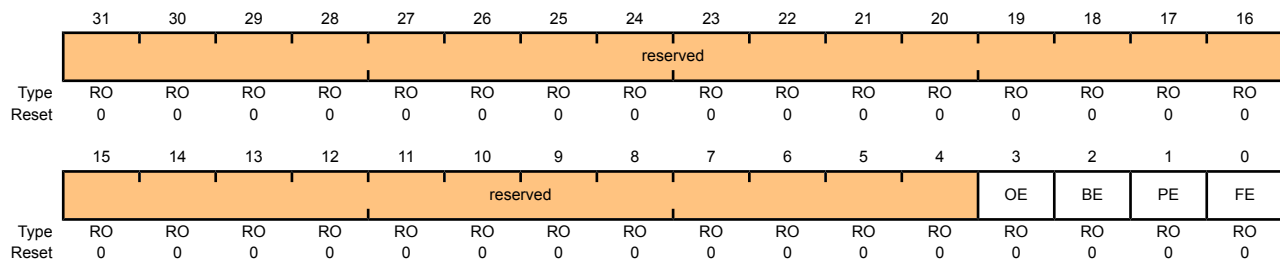 31 30 29 28 27 26 25 24 23 22 21 20 19 18 17 16
reserved
Type RO RO RO RO RO RO RO RO RO RO RO RO RO RO RO RO
Reset 0 0 0 0 0 0 0 0 0 0 0 0 0 0 0 0
15 14 13 12 11 10 9 8 7 6 5 4 3 2 1 0
reserved OE BE PE FE
Type RO RO RO RO RO RO RO RO RO RO RO RO RO RO RO RO
Reset 0 0 0 0 0 0 0 0 0 0 0 0 0 0 0 0